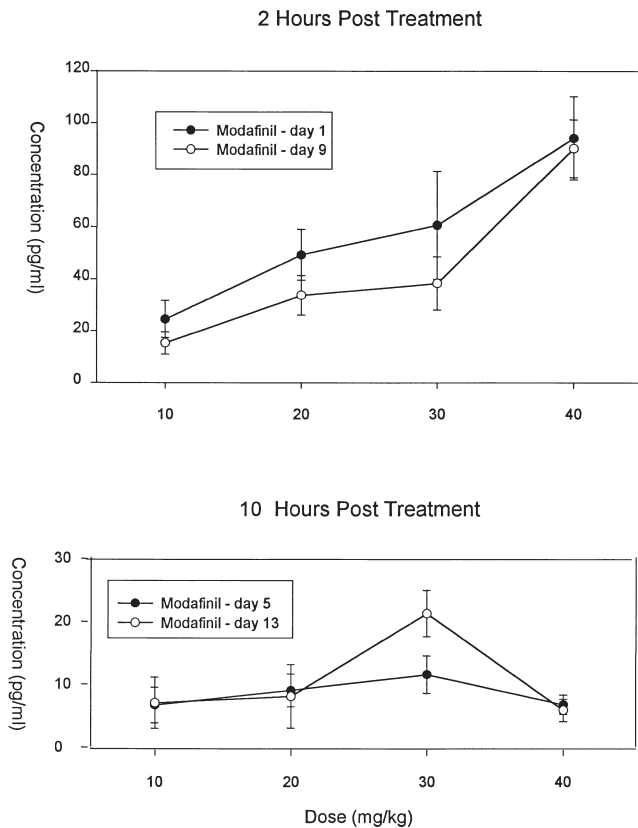 2 Hours Post Treatment
120
100
80
60
40
20
0
Concentration (pg/ml)
Modafinil - day 1
Modafinil - day 9
10 20 30 40
10 Hours Post Treatment
30
20
10
0
Concentration (pg/ml)
Modafinil - day 5
Modafinil - day 13
10 20 30 40
Dose (mg/kg)